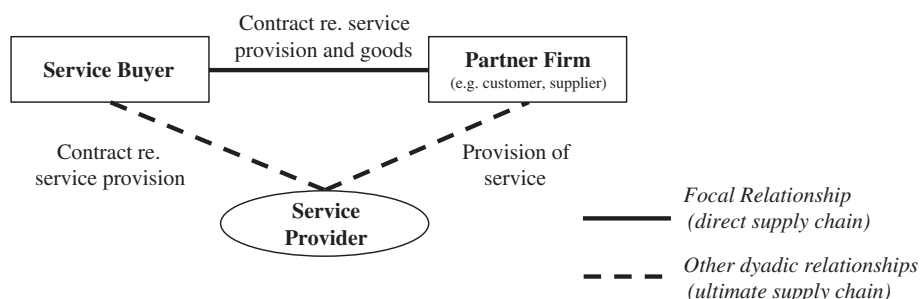 Contract re. service
provision and goods
Service Buyer
Partner Firm
(e.g. customer, supplier)
Contract re.
service provision
Provision of
service
Service
Provider
Focal Relationship
(direct supply chain)
Other dyadic relationships
(ultimate supply chain)